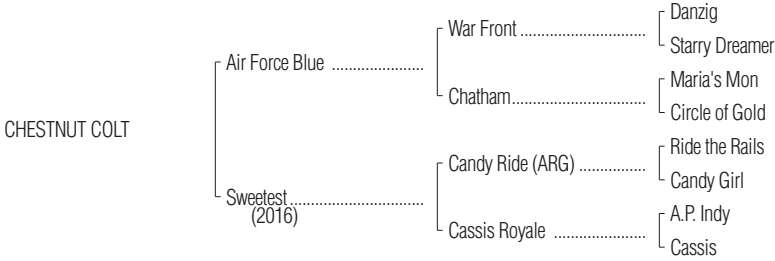 Danzig
War Front ..............................
Starry Dreamer
Air Force Blue ......................
Maria's Mon
Chatham................................
Circle of Gold
CHESTNUT COLT
Ride the Rails
Candy Ride (ARG) ................
Candy Girl
Sweetest................................
(2016)
A.P. Indy
Cassis Royale ......................
Cassis